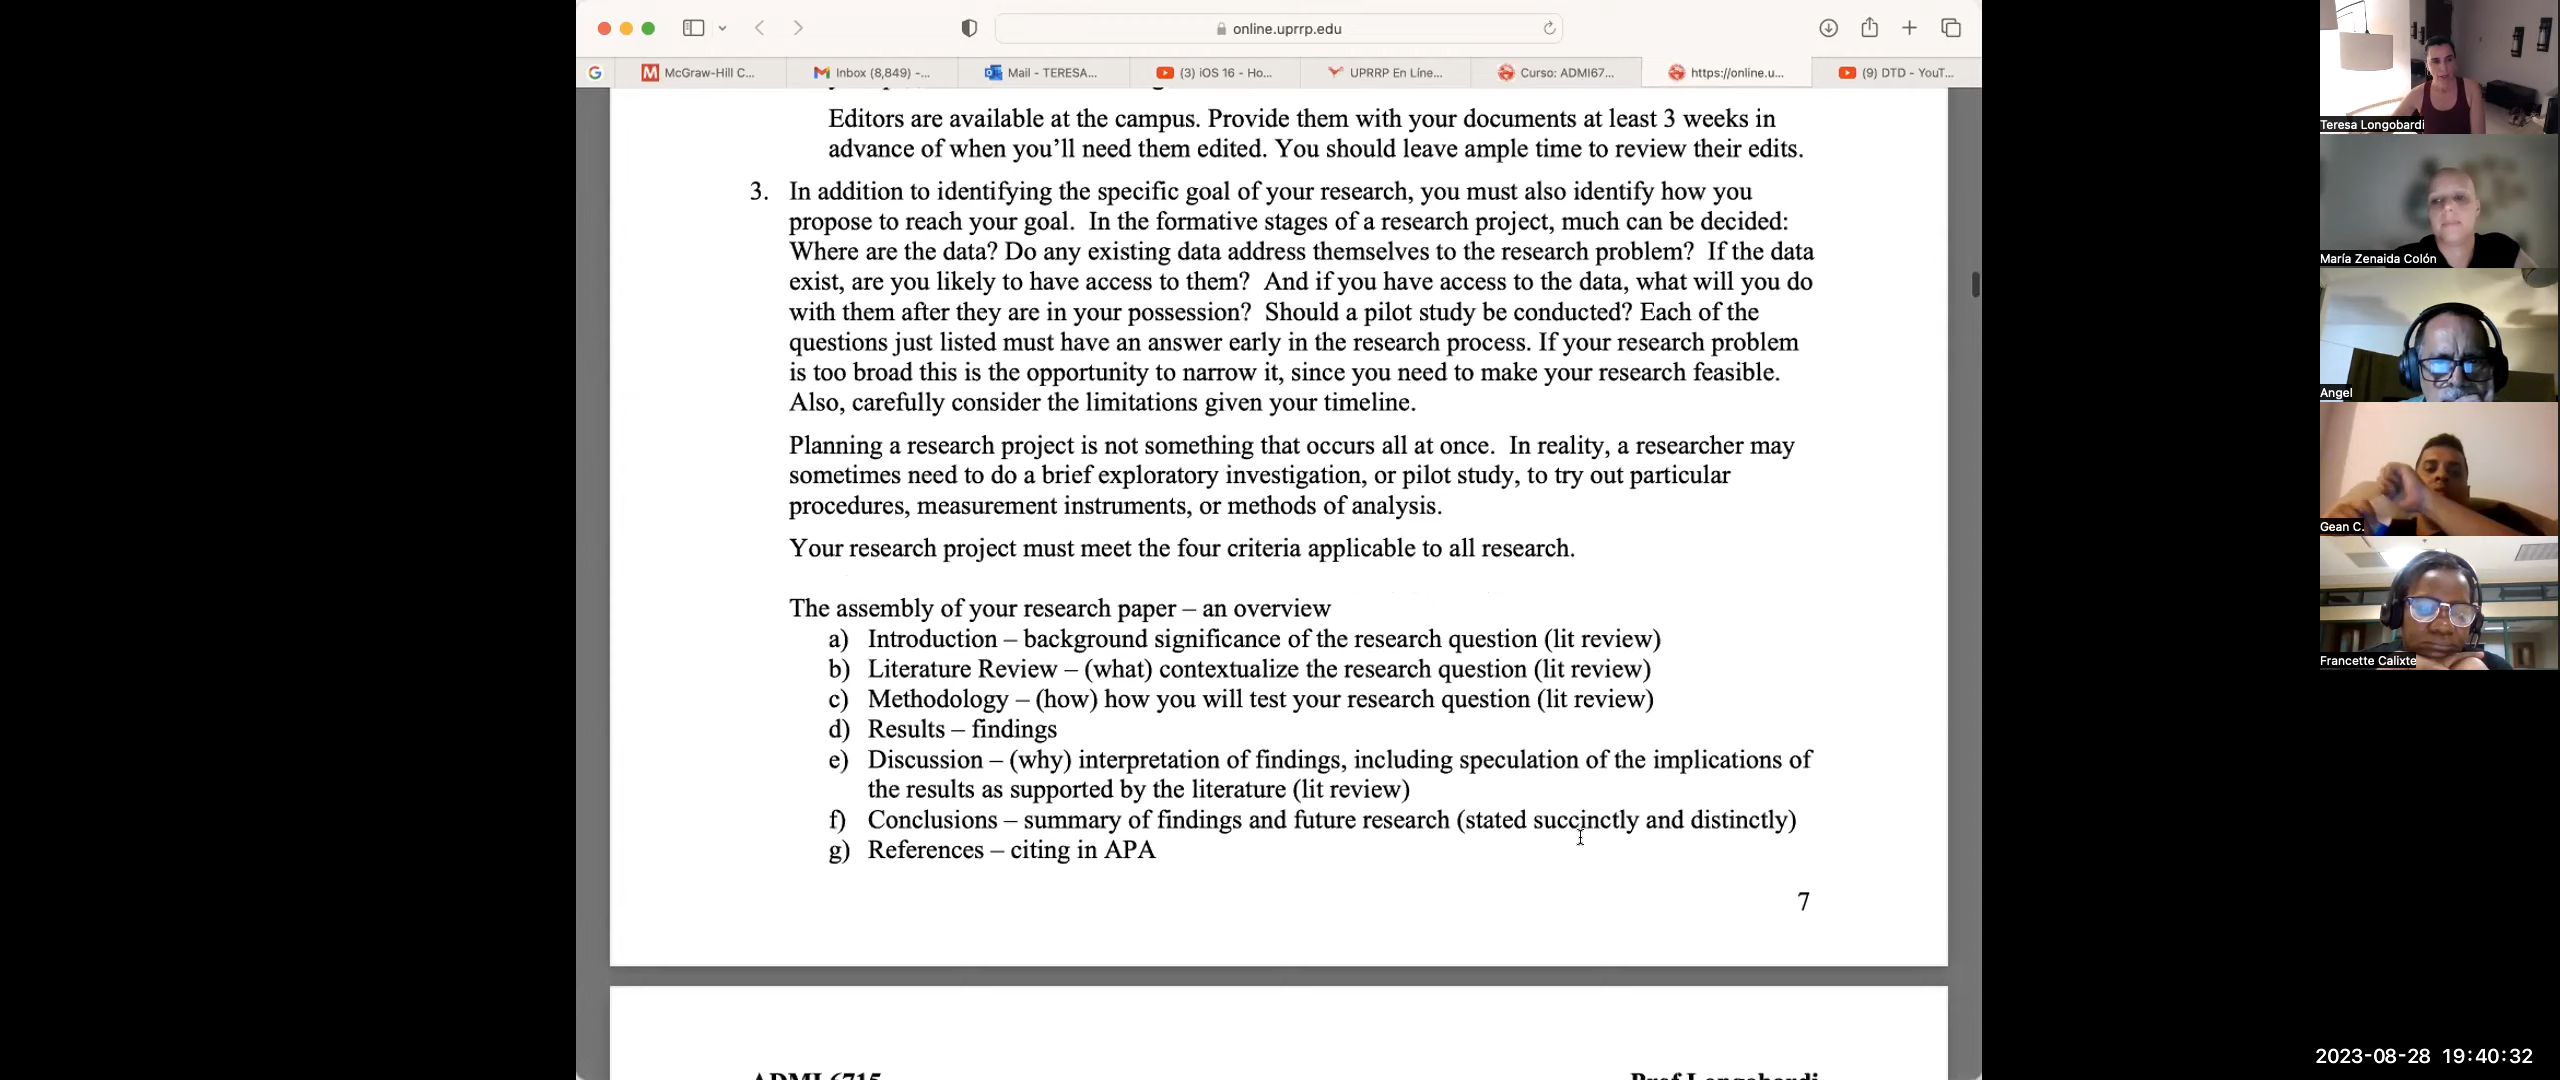 online.uprrp.edu
McGraw-Hill C...
Inbox (8,849) -...
Mail - TERESA...
(3) iOS 16 - Ho...
UPRRP En Líne...
Curso: ADMI67...
https://online.u...
(9) DTD - YouT...
Editors are available at the campus. Provide them with your documents at least 3 weeks in
advance of when you'll need them edited. You should leave ample time to review their edits.
3. In addition to identifying the specific goal of your research, you must also identify how you
propose to reach your goal. In the formative stages of a research project, much can be decided:
Where are the data? Do any existing data address themselves to the research problem? If the data
exist, are you likely to have access to them? And if you have access to the data, what will you do
with them after they are in your possession? Should a pilot study be conducted? Each of the
questions just listed must have an answer early in the research process. If your research problem
is too broad this is the opportunity to narrow it, since you need to make your research feasible.
Also, carefully consider the limitations given your timeline.
Planning a research project is not something that occurs all at once. In reality, a researcher may
sometimes need to do a brief exploratory investigation, or pilot study, to try out particular
procedures, measurement instruments, or methods of analysis.
Your research project must meet the four criteria applicable to all research.
The assembly of your research paper – an overview
a) Introduction – background significance of the research question (lit review)
b) Literature Review – (what) contextualize the research question (lit review)
c) Methodology – (how) how you will test your research question (lit review)
d) Results – findings
e) Discussion – (why) interpretation of findings, including speculation of the implications of
the results as supported by the literature (lit review)
f) Conclusions – summary of findings and future research (stated succinctly and distinctly)
g) References – citing in APA
7
ADMI 6715
Prof Longobardi
Teresa Longobardi
María Zenaida Colón
Angel
Gean C.
Francette Calixte
2023-08-28 19:40:32